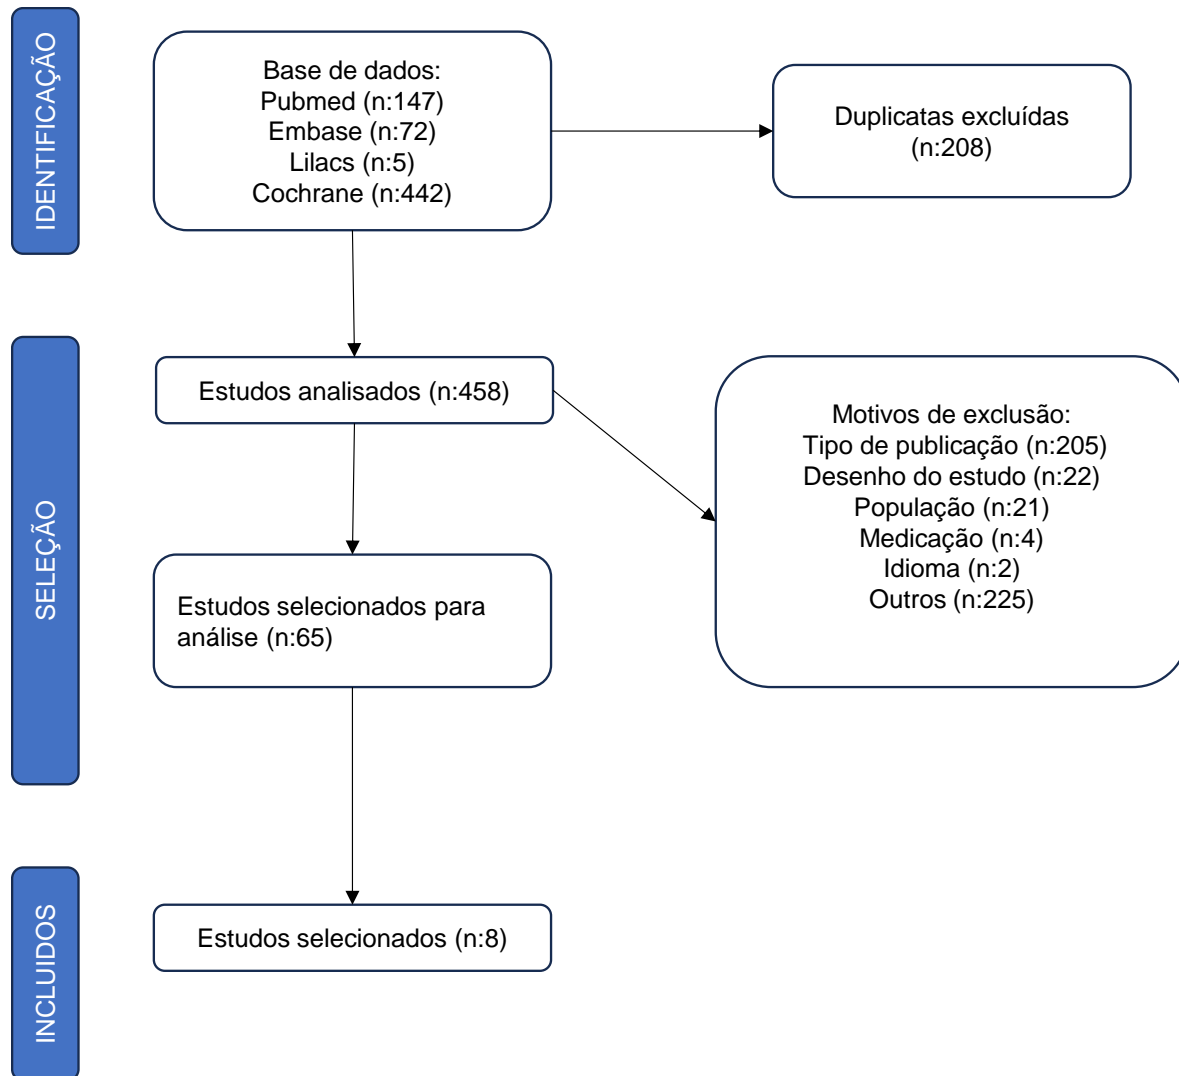 IDENTIFICAÇÃO
Base de dados:
Pubmed (n:147)
Embase (n:72)
Lilacs (n:5)
Cochrane (n:442)
Duplicatas excluídas
(n:208)
SELEÇÃO
Estudos analisados (n:458)
Motivos de exclusão:
Tipo de publicação (n:205)
Desenho do estudo (n:22)
População (n:21)
Medicação (n:4)
Idioma (n:2)
Outros (n:225)
Estudos selecionados para
análise (n:65)
INCLUIDOS
Estudos selecionados (n:8)